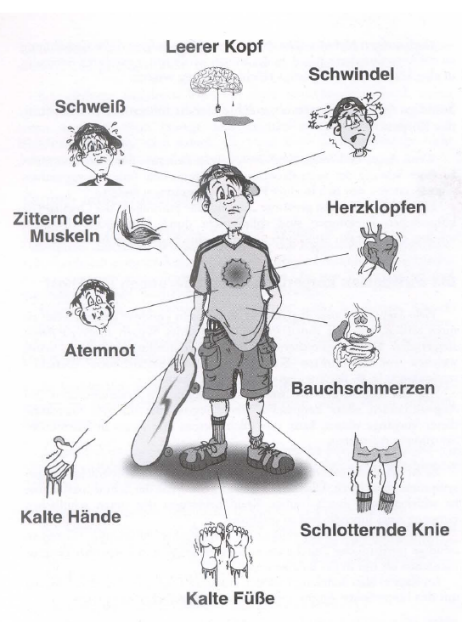 Leerer Kopf
Schwindel
Schweiß
Herzklopfen
Zittern der
Muskeln
Atemnot
Bauchschmerzen
Kalte Hände
Schlotternde Knie
Kalte Füße